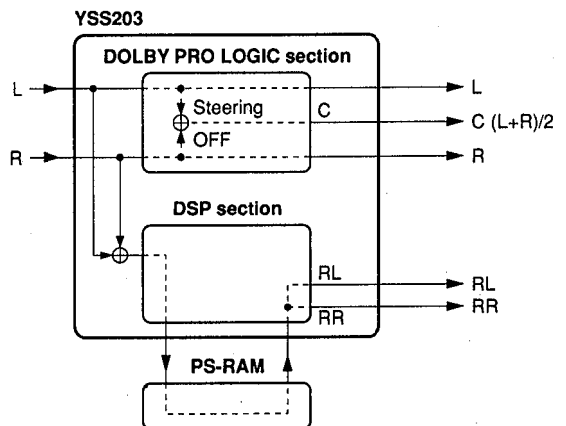 YSS203
DOLBY PRO LOGIC section
L
L
Steering
C
C (L+R)/2
OFF
R
R
DSP section
RL
RL
RR
RR
PS-RAM